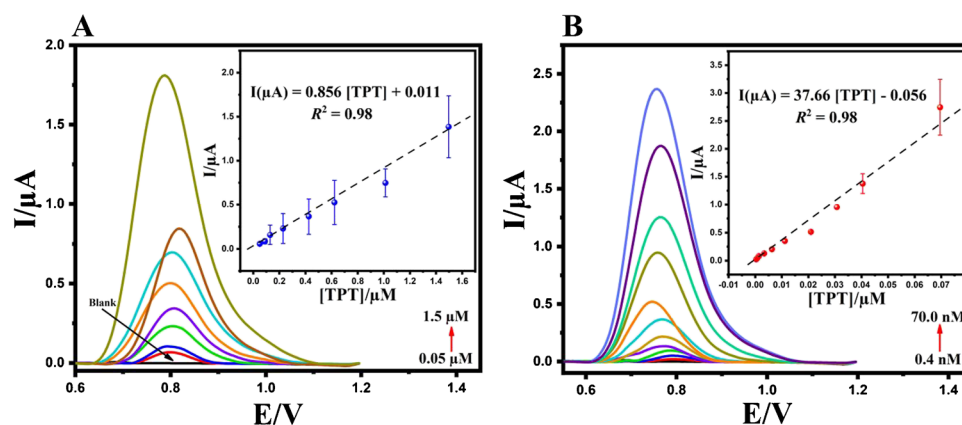 A
I/µA
2.0
1.5
1.0
0.5
0.0
0.6
0.8
1.0
1.2
1.4
E/V
Blank
1.5 µM
0.05 µM
I/µA
2.0
1.5
1.0
0.5
0.0
0.0
0.2
0.4
0.6
0.8
1.0
1.2
1.4
1.6
[TPT]/µM
I(µA) = 0.856 [TPT] + 0.011
R² = 0.98
B
I/µA
2.5
2.0
1.5
1.0
0.5
0.0
0.6
0.8
1.0
1.2
1.4
E/V
70.0 nM
0.4 nM
I/µA
3.5
3.0
2.5
2.0
1.5
1.0
0.5
0.0
-0.01
0.00
0.01
0.02
0.03
0.04
0.05
0.06
0.07
[TPT]/µM
I(µA) = 37.66 [TPT] - 0.056
R² = 0.98